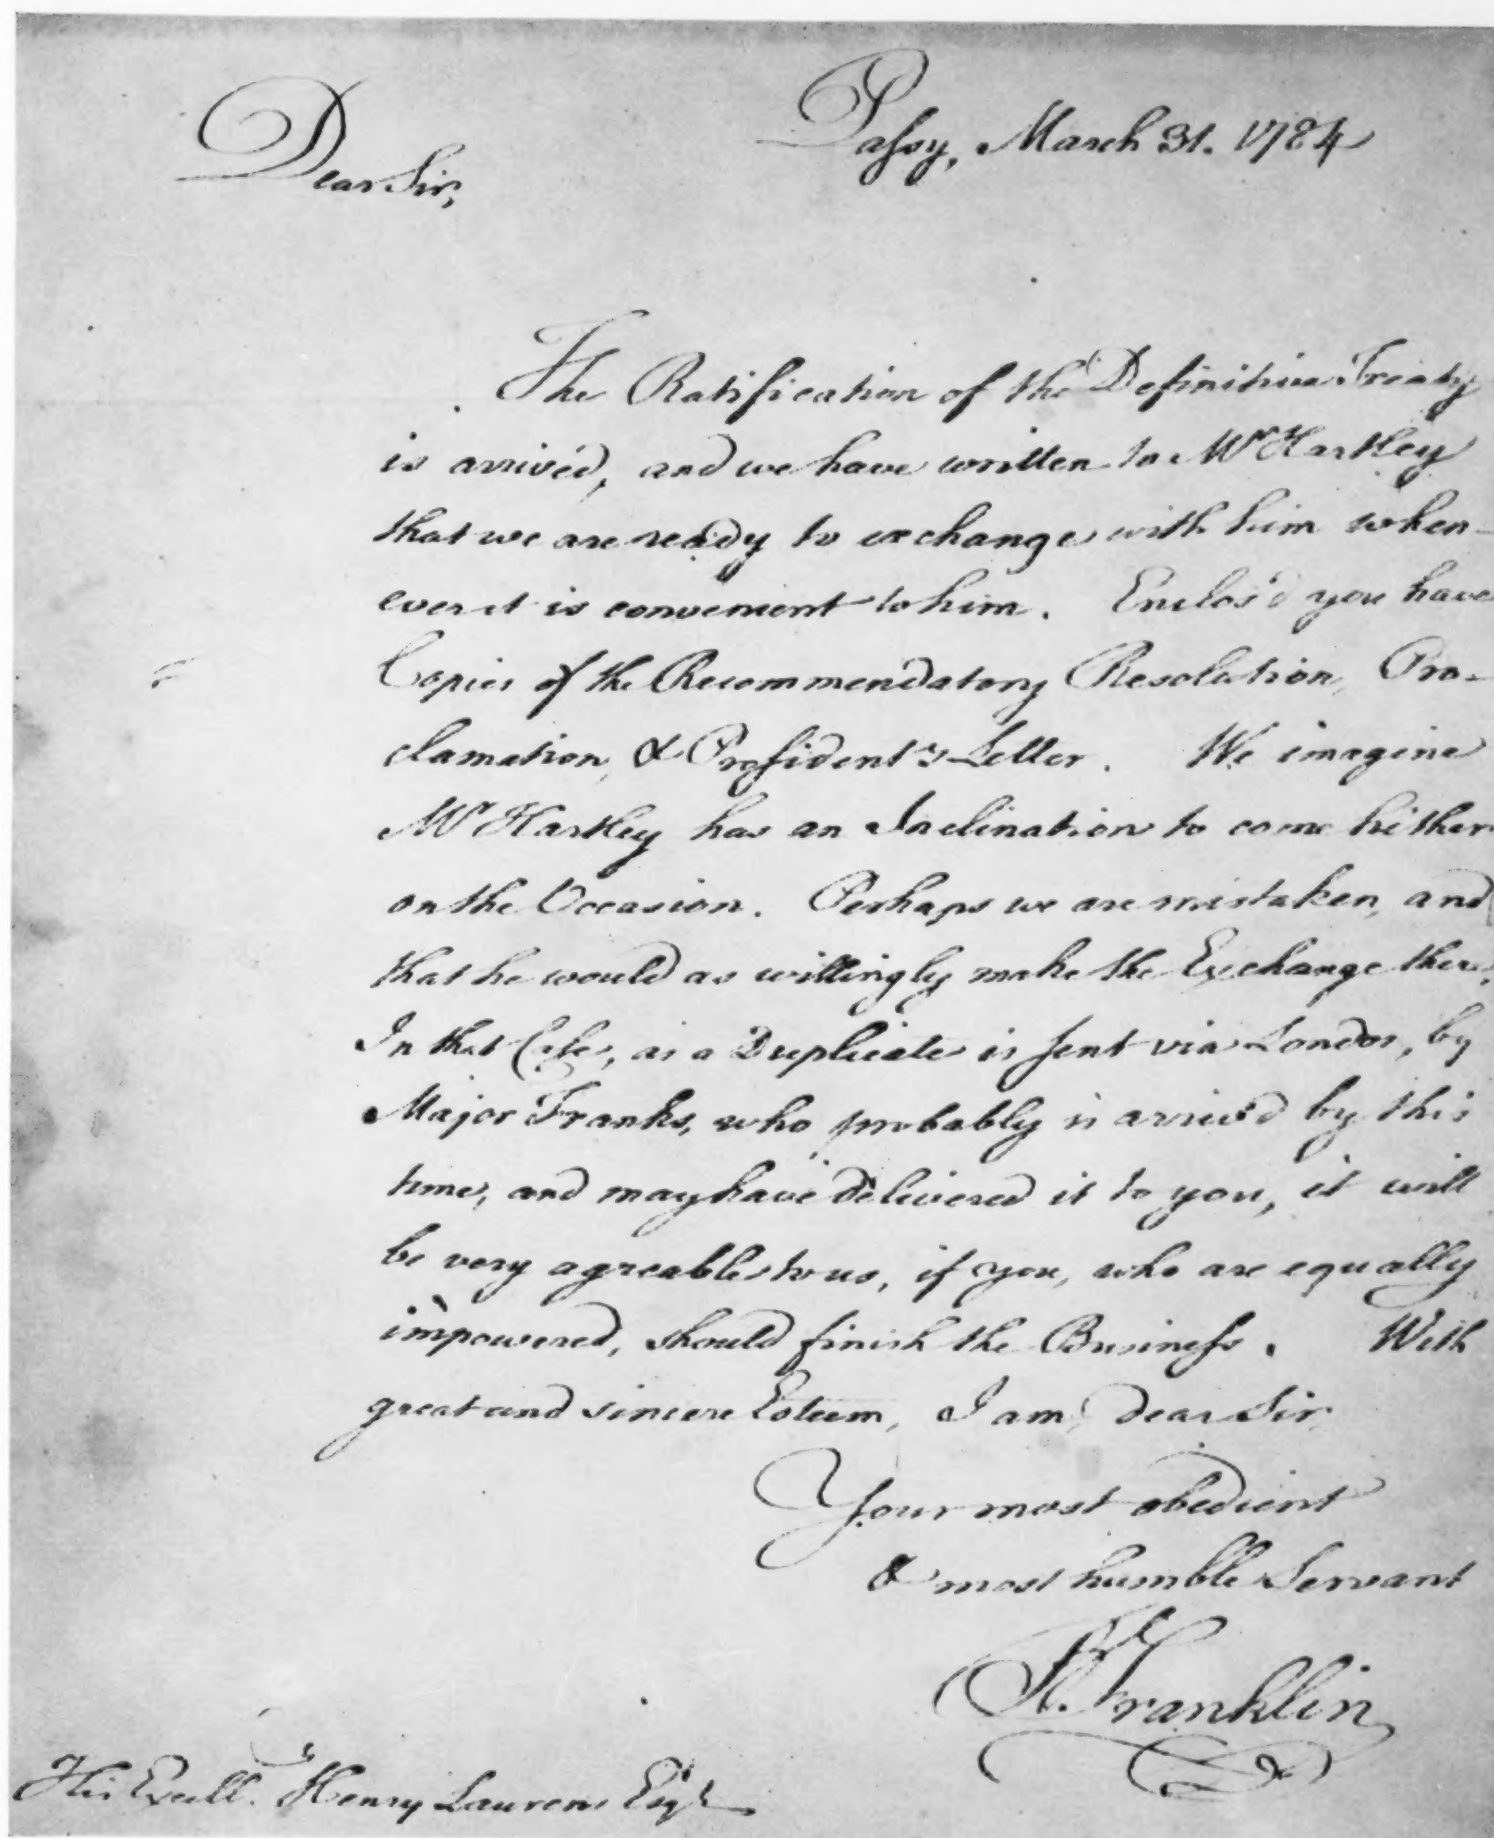 Passy, March 31. 1784
Dear Sir,
The Ratification of the Definitive Treaty
is arrived, and we have written to Mr Hartley
that we are ready to exchange with him when-
ever it is convenient to him. Enclos'd you have
Copies of the Recommendatory Resolution, Pro-
clamation, & President's Letter. We imagine
Mr Hartley has an Inclination to come hither
on the Occasion. Perhaps we are mistaken, and
that he would as willingly make the Exchange there.
In that Case, as a Duplicate is sent via London, by
Major Franks, who probably is arriv'd by this
time, and may have delivered it to you, it will
be very agreable to us, if you, who are equally
impowered, should finish the Business. With
great and sincere Esteem, I am, dear Sir,
Your most obedient
& most humble Servant
B. Franklin
His Excell.y Henry Laurens Esqr